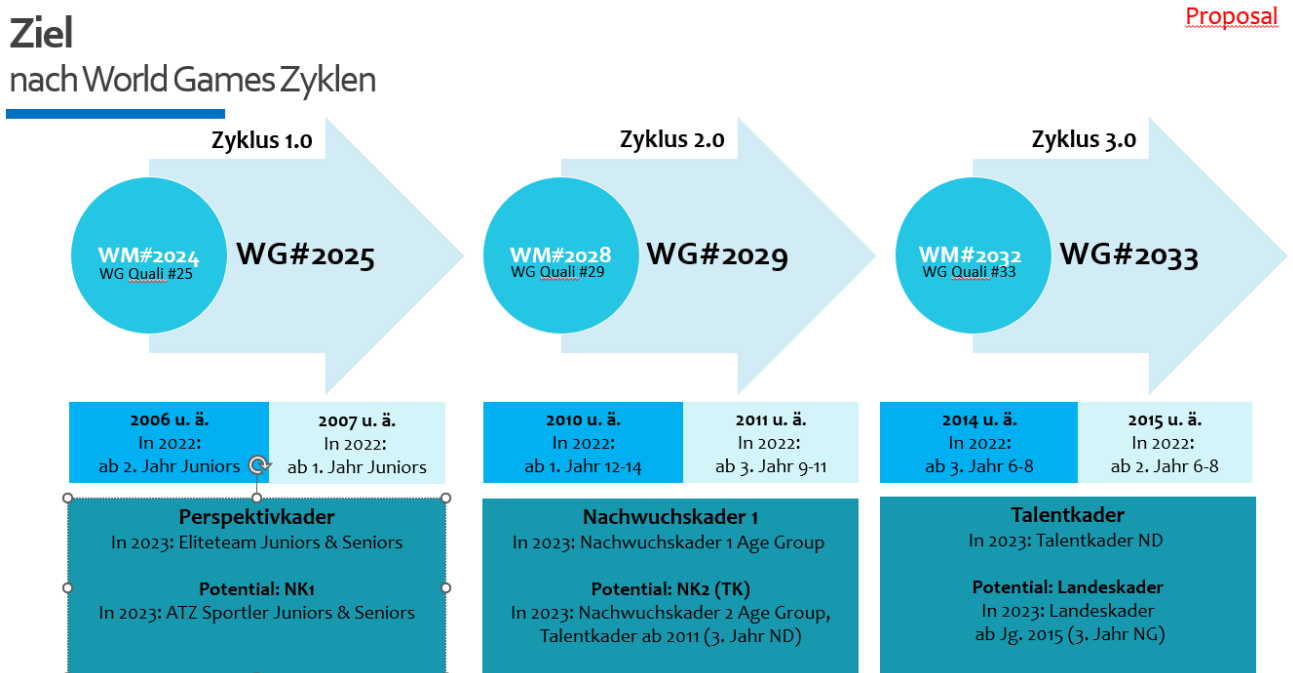 Proposal
Ziel
nach World Games Zyklen
Zyklus 1.0
WM#2024
WG Quali #25
WG#2025
2006 u. ä.
In 2022:
ab 2. Jahr Juniors
2007 u. ä.
In 2022:
ab 1. Jahr Juniors
Perspektivkader
In 2023: Eliteteam Juniors & Seniors
Potential: NK1
In 2023: ATZ Sportler Juniors & Seniors
Zyklus 2.0
WM#2028
WG Quali #29
WG#2029
2010 u. ä.
In 2022:
ab 1. Jahr 12-14
2011 u. ä.
In 2022:
ab 3. Jahr 9-11
Nachwuchskader 1
In 2023: Nachwuchskader 1 Age Group
Potential: NK2 (TK)
In 2023: Nachwuchskader 2 Age Group,
Talentkader ab 2011 (3. Jahr ND)
Zyklus 3.0
WM#2032
WG Quali #33
WG#2033
2014 u. ä.
In 2022:
ab 3. Jahr 6-8
2015 u. ä.
In 2022:
ab 2. Jahr 6-8
Talentkader
In 2023: Talentkader ND
Potential: Landeskader
In 2023: Landeskader
ab Jg. 2015 (3. Jahr NG)